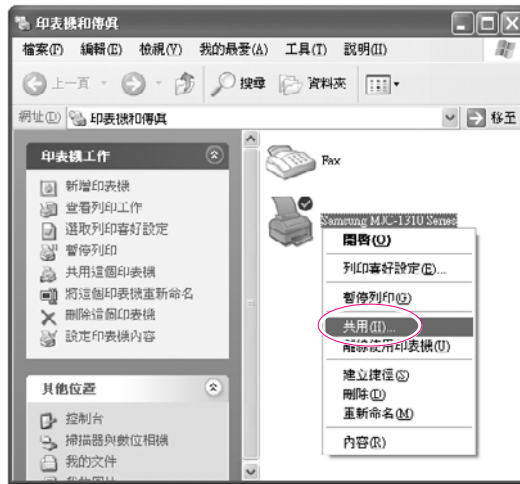 印表機和傳真
檔案(F) 編輯(E) 檢視(V) 我的最愛(A) 工具(T) 說明(H)
上一頁 搜尋 資料夾
網址(D) 印表機和傳真 移至
印表機工作
新增印表機
查看列印工作
選取列印喜好設定
暫停列印
共用這個印表機
將這個印表機重新命名
刪除這個印表機
設定印表機內容
其他位置
控制台
掃描器與數位相機
我的文件
我的圖片
Fax
Samsung MJC-1310 Series
開啓(O)
列印喜好設定(E)...
暫停列印(G)
共用(H)...
離線使用印表機(U)
建立捷徑(S)
刪除(D)
重新命名(M)
內容(R)